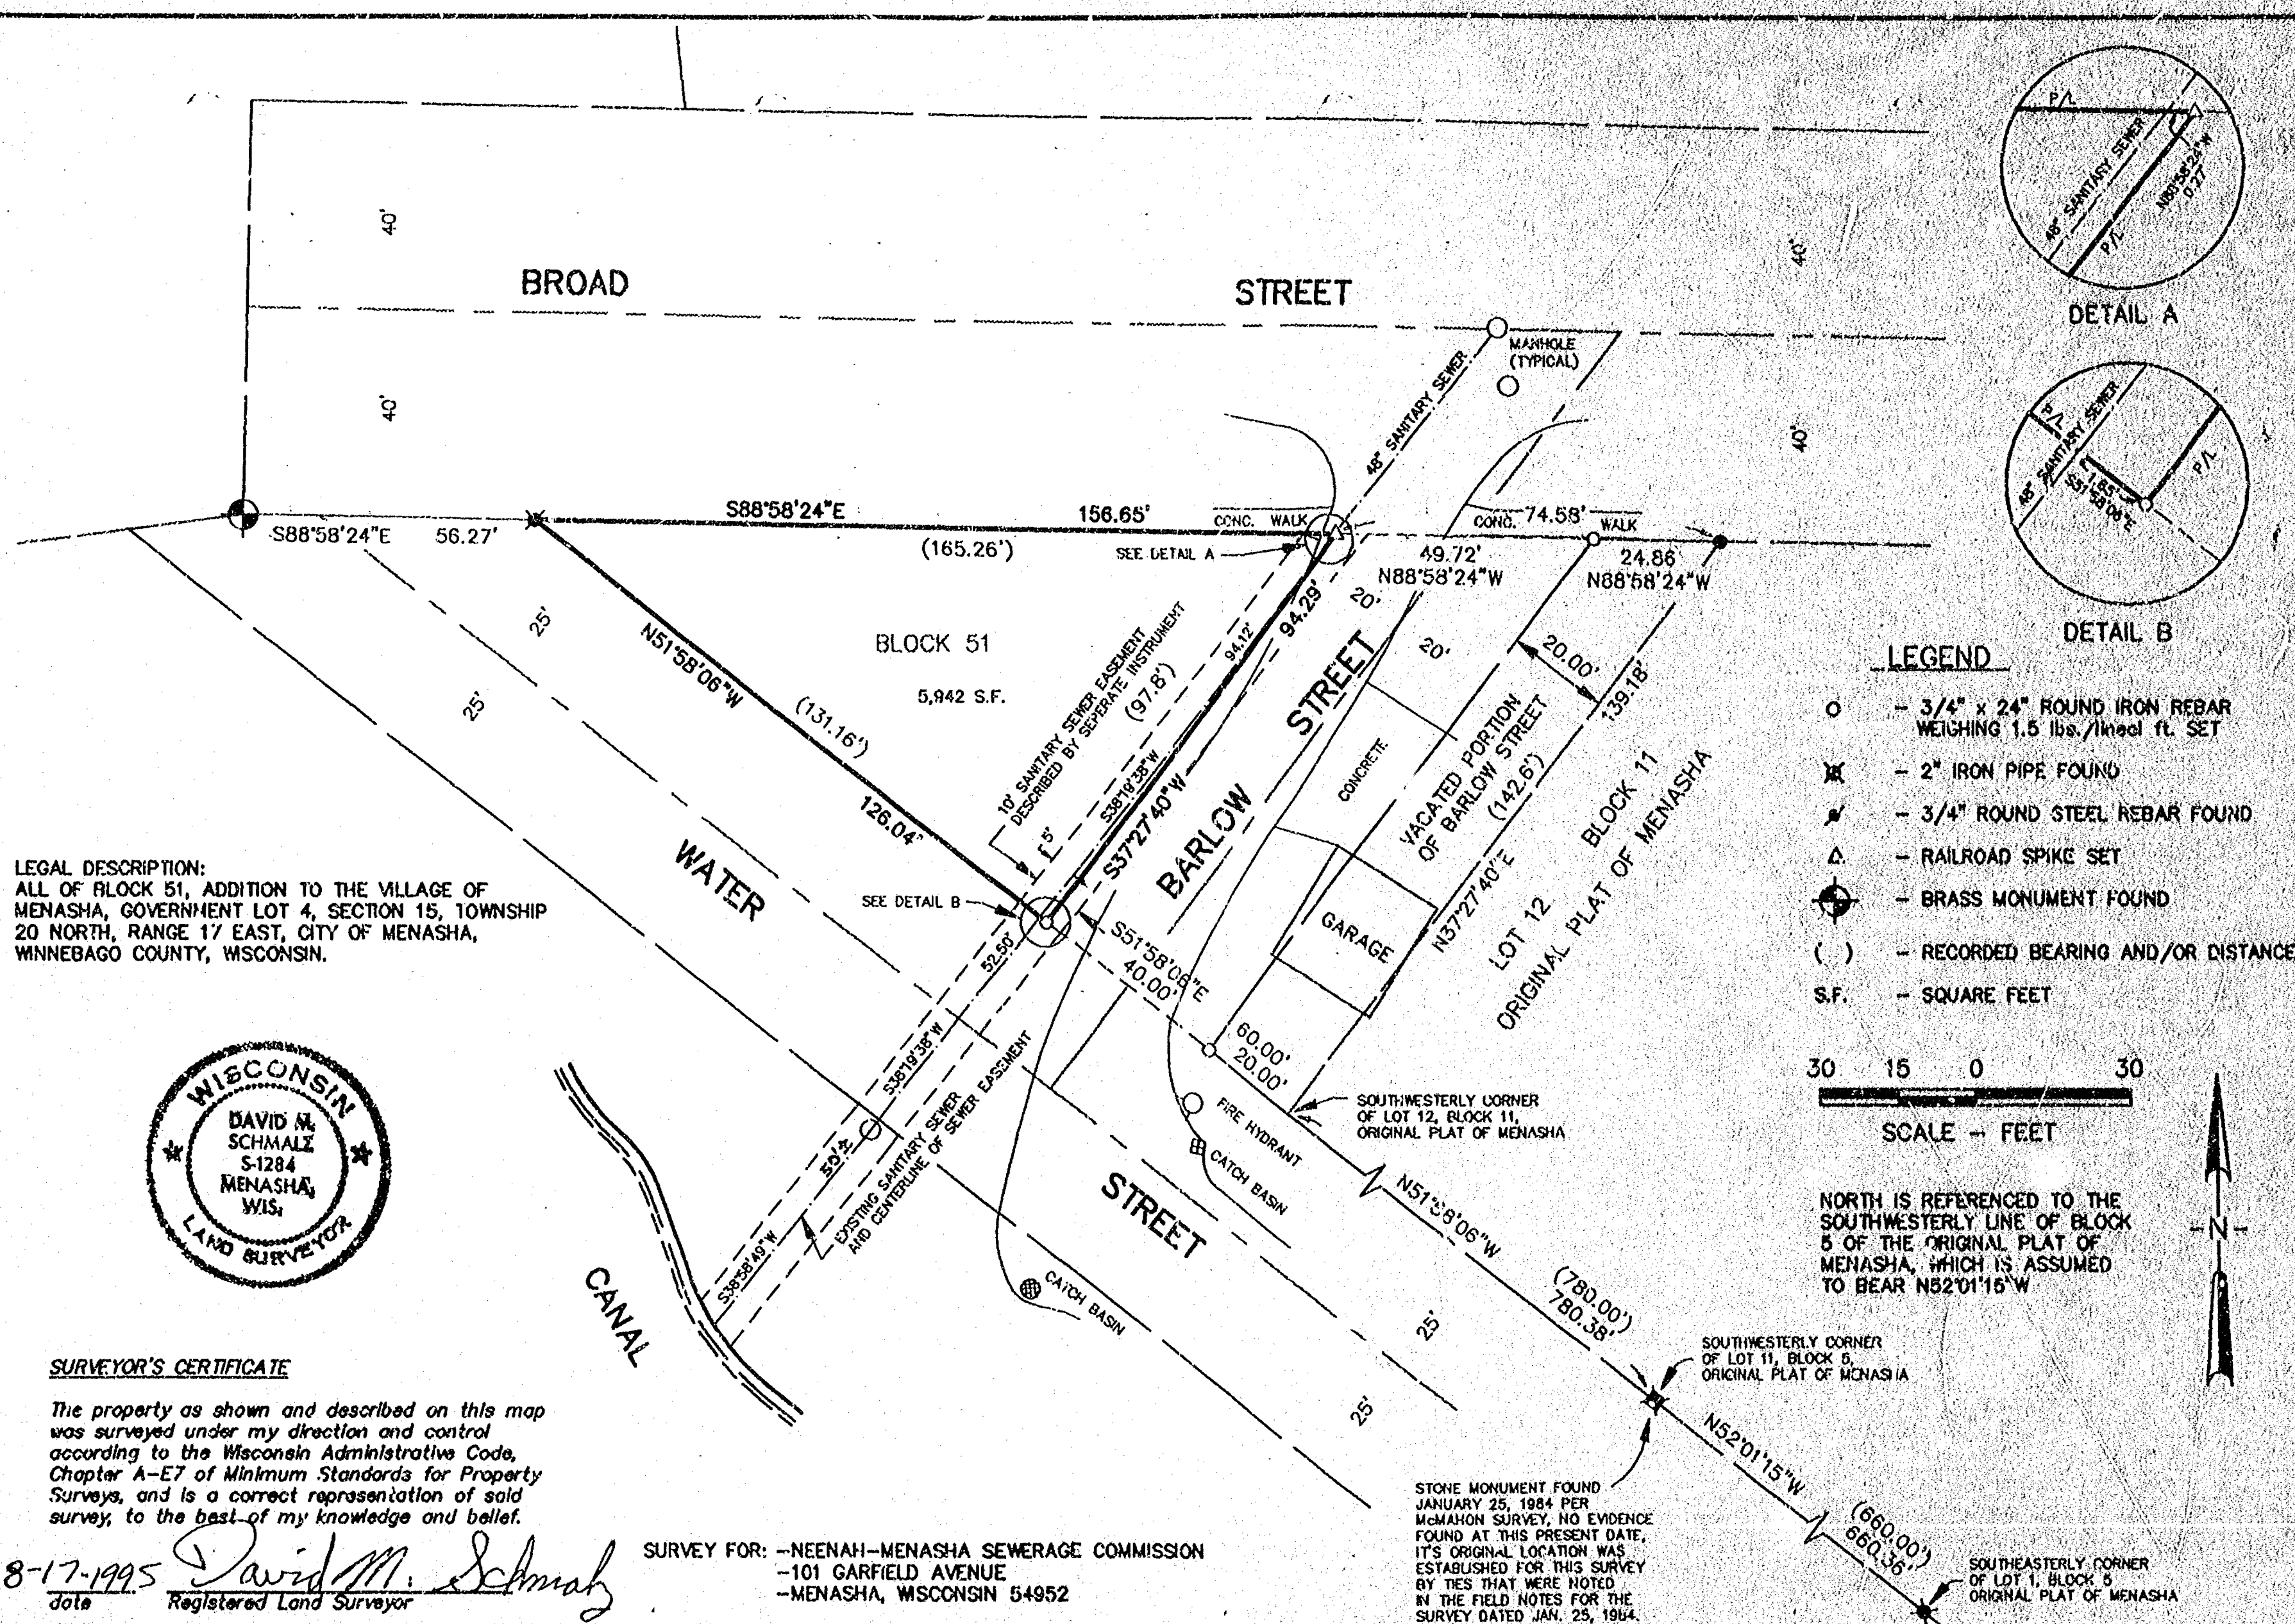 P/L
48" SANITARY SEWER
P/L
N88°58'24"W
0.27'
DETAIL A
40'
BROAD STREET
40'
MANHOLE
(TYPICAL)
40'
40'
48" SANITARY SEWER
P/L
48" SANITARY SEWER
P/L
1.65'
S51°58'06"E
DETAIL B
S88°58'24"E 56.27'
S88°58'24"E 156.65'
(165.26')
CONC. WALK
SEE DETAIL A
CONC. 74.58' WALK
49.72'
N88°58'24"W
24.86
N88°58'24"W
25'
25'
N51°58'06"W
(131.16')
126.04'
BLOCK 51
5,942 S.F.
10' SANITARY SEWER EASEMENT
DESCRIBED BY SEPERATE INSTRUMENT
(97.8')
94.12'
94.29'
S38°19'38"W
S37°27'40"W
5'
20'
20'
BARLOW STREET
CONCRETE
GARAGE
20.00'
139.18'
VACATED PORTION
OF BARLOW STREET
(142.6')
N37°27'40"E
LOT 12 BLOCK 11
ORIGINAL PLAT OF MENASHA
LEGEND
- 3/4" x 24" ROUND IRON REBAR
WEIGHING 1.5 lbs./lineal ft. SET
- 2" IRON PIPE FOUND
- 3/4" ROUND STEEL REBAR FOUND
- RAILROAD SPIKE SET
- BRASS MONUMENT FOUND
( ) - RECORDED BEARING AND/OR DISTANCE
S.F. - SQUARE FEET
LEGAL DESCRIPTION:
ALL OF BLOCK 51, ADDITION TO THE VILLAGE OF
MENASHA, GOVERNMENT LOT 4, SECTION 15, TOWNSHIP
20 NORTH, RANGE 17 EAST, CITY OF MENASHA,
WINNEBAGO COUNTY, WISCONSIN.
WATER STREET
SEE DETAIL B
52.50'
S51°58'06"E
40.00'
60.00'
20.00'
S38°19'38"W
50'±
S38°58'49"W
EXISTING SANITARY SEWER
AND CENTERLINE OF SEWER EASEMENT
FIRE HYDRANT
CATCH BASIN
CATCH BASIN
CANAL
SOUTHWESTERLY CORNER
OF LOT 12, BLOCK 11,
ORIGINAL PLAT OF MENASHA
30 15 0 30
SCALE - FEET
WISCONSIN
DAVID M.
SCHMALZ
S-1284
MENASHA,
WIS.
LAND SURVEYOR
NORTH IS REFERENCED TO THE
SOUTHWESTERLY LINE OF BLOCK
5 OF THE ORIGINAL PLAT OF
MENASHA, WHICH IS ASSUMED
TO BEAR N52°01'15"W
-N-
N51°58'06"W
(780.00')
780.38'
25'
25'
SOUTHWESTERLY CORNER
OF LOT 11, BLOCK 5,
ORIGINAL PLAT OF MENASHA
N52°01'15"W
(660.00')
660.36'
SOUTHEASTERLY CORNER
OF LOT 1, BLOCK 5
ORIGINAL PLAT OF MENASHA
STONE MONUMENT FOUND
JANUARY 25, 1984 PER
McMAHON SURVEY, NO EVIDENCE
FOUND AT THIS PRESENT DATE,
IT'S ORIGINAL LOCATION WAS
ESTABLISHED FOR THIS SURVEY
BY TIES THAT WERE NOTED
IN THE FIELD NOTES FOR THE
SURVEY DATED JAN. 25, 1984.
SURVEYOR'S CERTIFICATE
The property as shown and described on this map
was surveyed under my direction and control
according to the Wisconsin Administrative Code,
Chapter A-E7 of Minimum Standards for Property
Surveys, and is a correct representation of said
survey, to the best of my knowledge and belief.
8-17-1995 David M. Schmalz
date Registered Land Surveyor
SURVEY FOR: -NEENAH-MENASHA SEWERAGE COMMISSION
-101 GARFIELD AVENUE
-MENASHA, WISCONSIN 54952